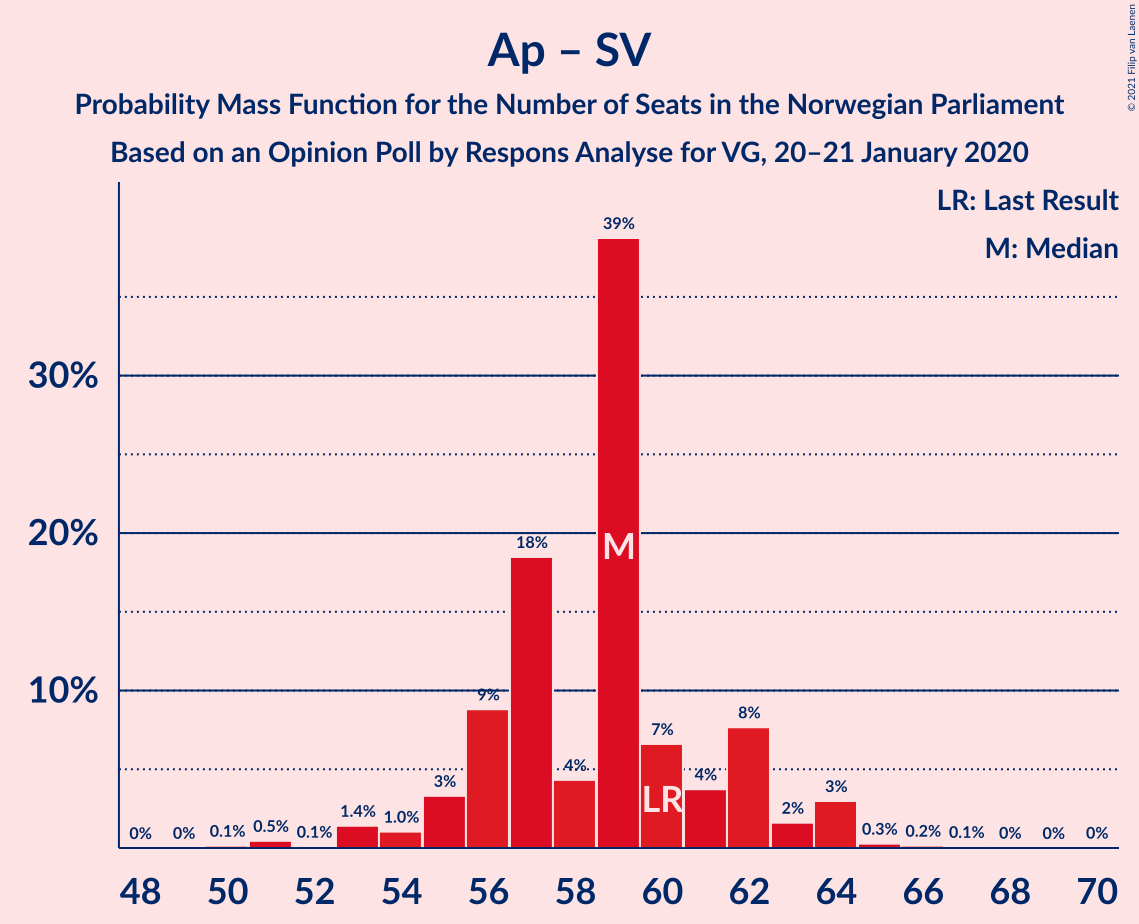 Ap – SV
Probability Mass Function for the Number of Seats in the Norwegian Parliament
Based on an Opinion Poll by Respons Analyse for VG, 20–21 January 2020
© 2021 Filip van Laenen
LR: Last Result
M: Median
30%
20%
10%
0%
0%
0.1%
0.5%
0.1%
1.4%
1.0%
3%
9%
18%
4%
39%
7%
4%
8%
2%
3%
0.3%
0.2%
0.1%
0%
0%
0%
M
LR
48 50 52 54 56 58 60 62 64 66 68 70